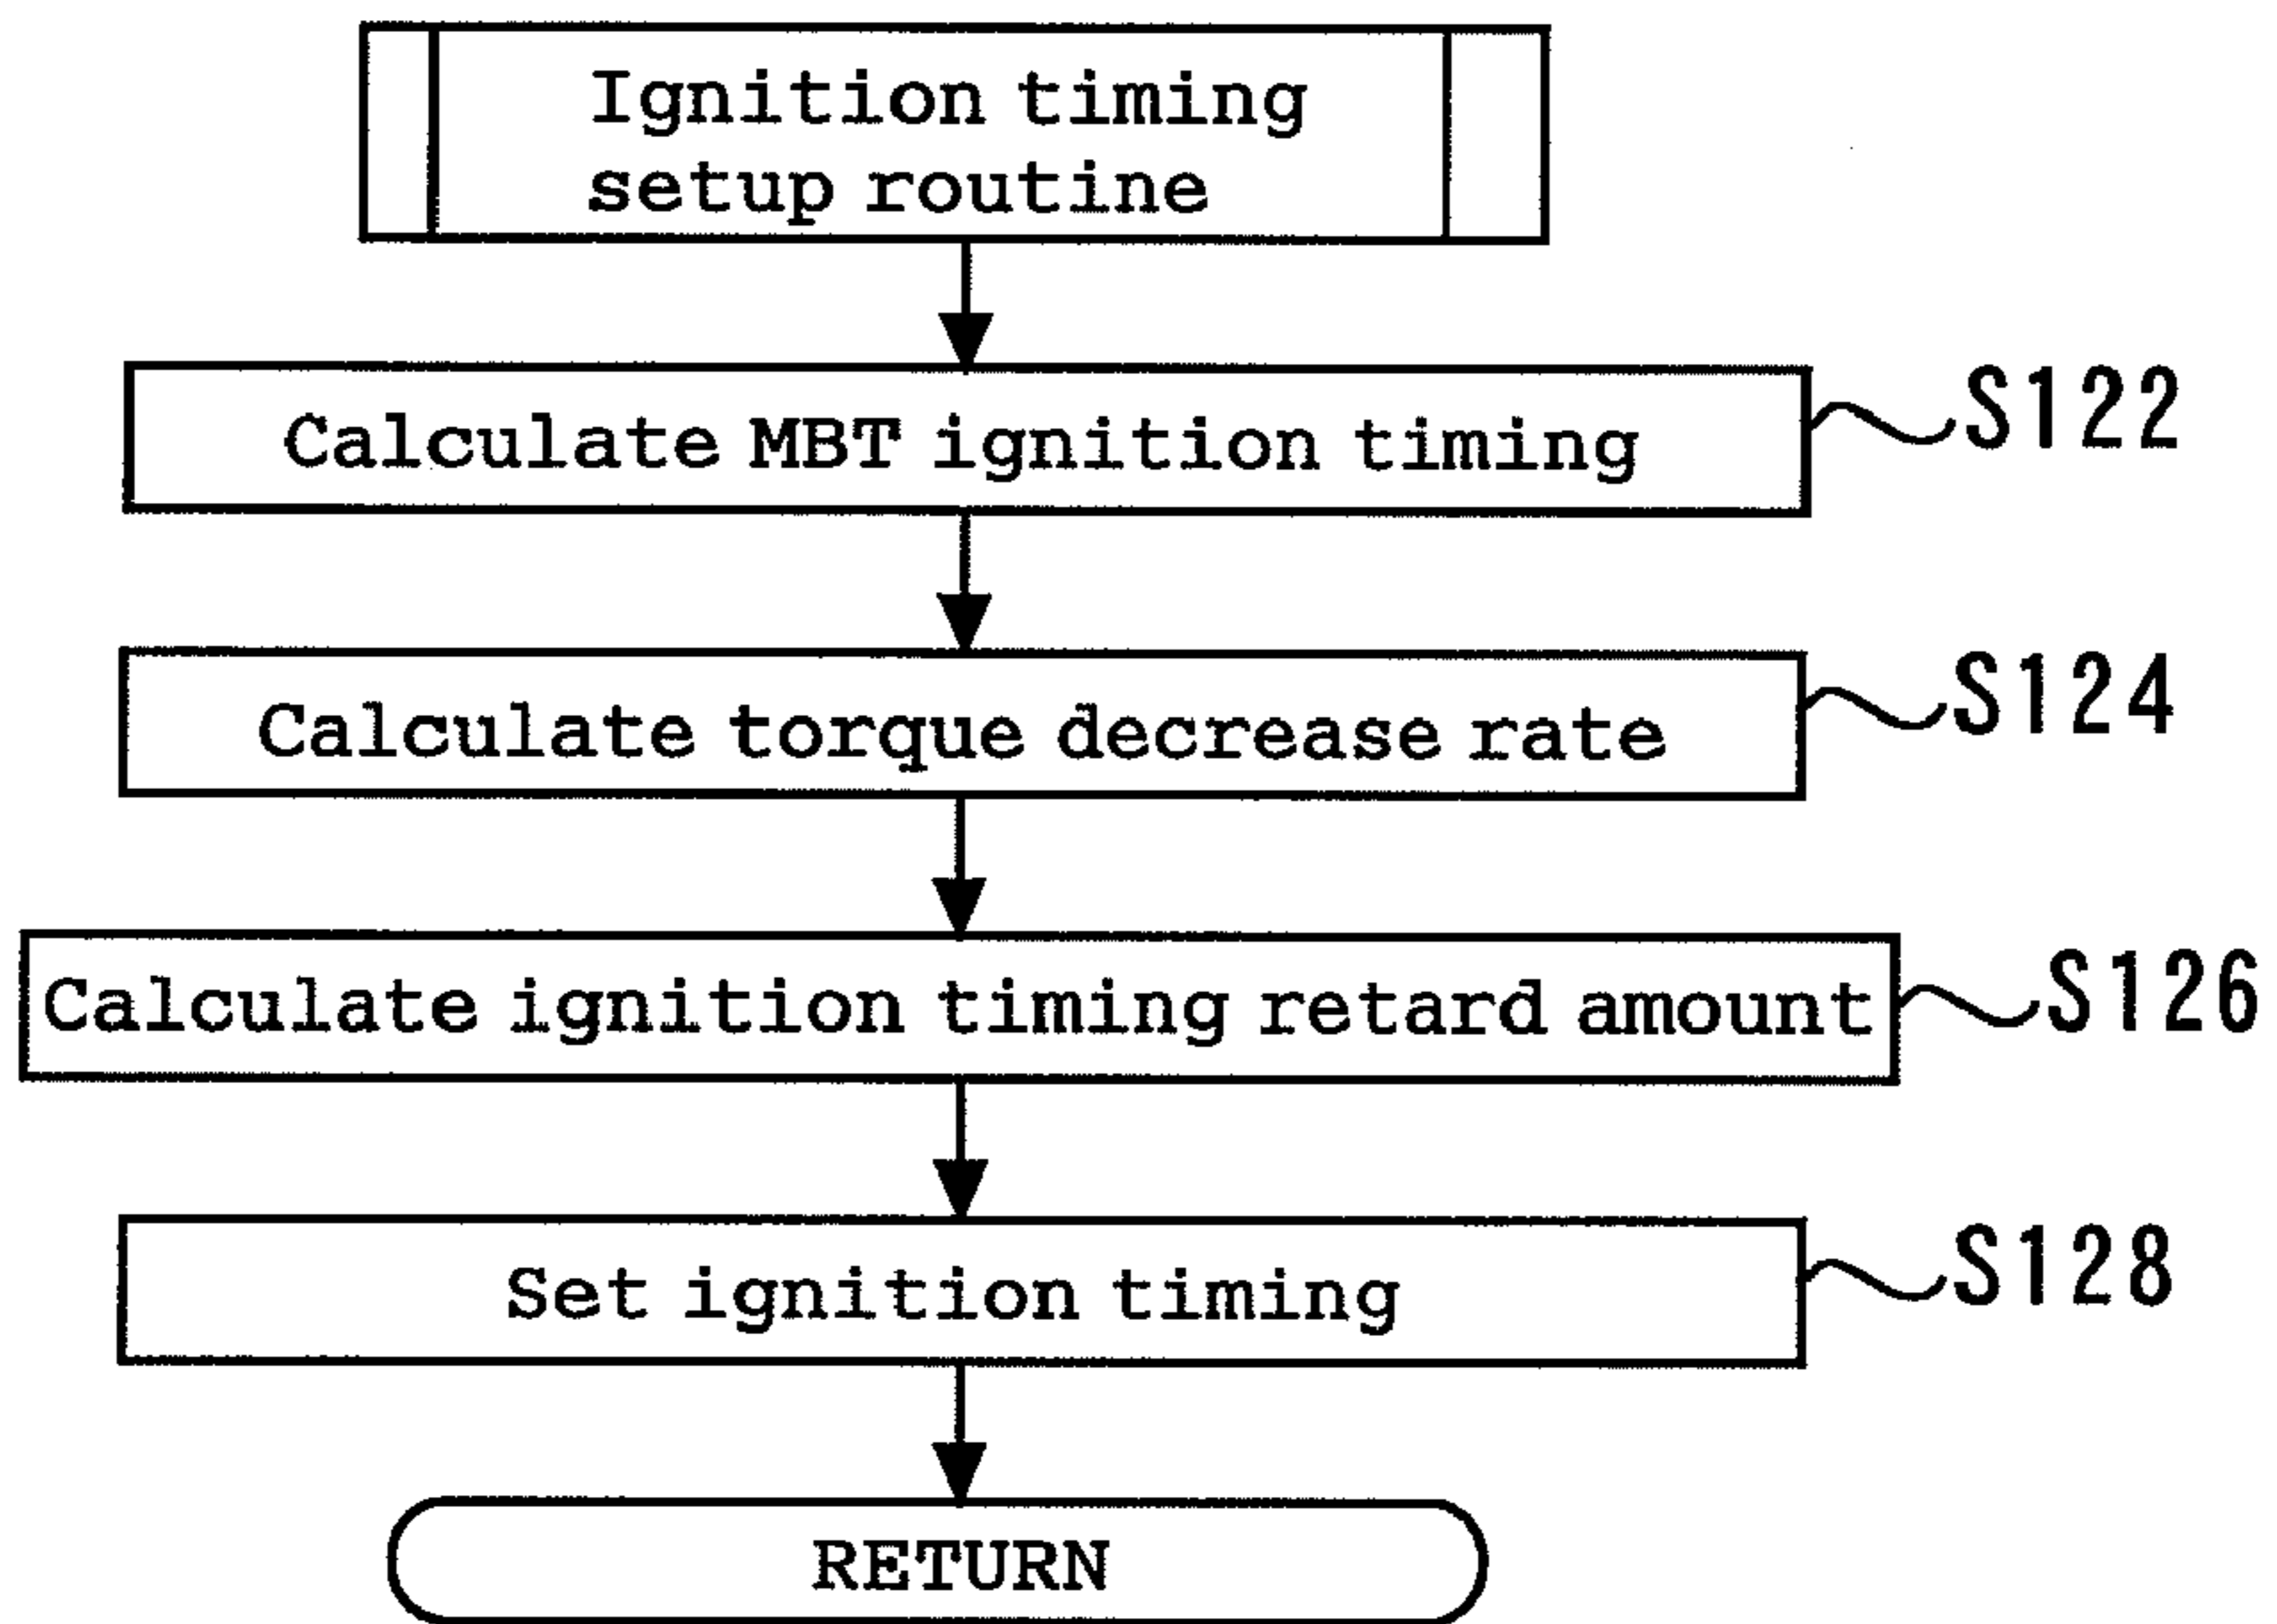 Ignition timing
setup routine
Calculate MBT ignition timing
S122
Calculate torque decrease rate
S124
Calculate ignition timing retard amount
S126
Set ignition timing
S128
RETURN